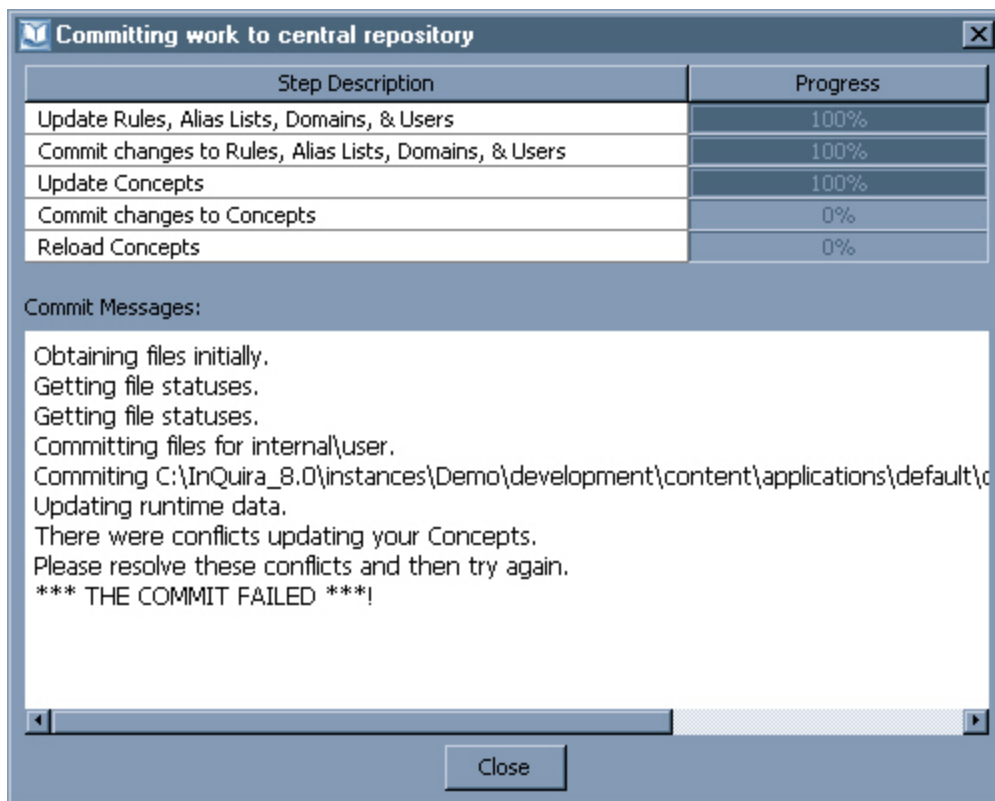 Committing work to central repository
Step Description Progress
Update Rules, Alias Lists, Domains, & Users 100%
Commit changes to Rules, Alias Lists, Domains, & Users 100%
Update Concepts 100%
Commit changes to Concepts 0%
Reload Concepts 0%
Commit Messages:
Obtaining files initially.
Getting file statuses.
Getting file statuses.
Committing files for internal\user.
Commiting C:\InQuira_8.0\instances\Demo\development\content\applications\default\
Updating runtime data.
There were conflicts updating your Concepts.
Please resolve these conflicts and then try again.
*** THE COMMIT FAILED ***!
Close